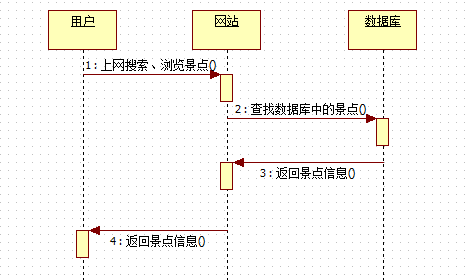 用户
网站
数据库
1 : 上网搜索、浏览景点()
2 : 查找数据库中的景点()
3 : 返回景点信息()
4 : 返回景点信息()